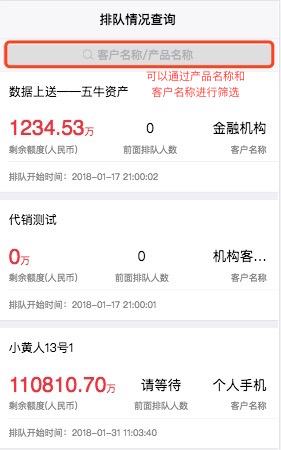 排队情况查询
客户名称/产品名称
数据上送——五牛资产
可以通过产品名称和
客户名称进行筛选
1234.53万 0 金融机构
剩余额度(人民币) 前面排队人数 客户名称
排队开始时间：2018-01-17 21:00:02
代销测试
0万 0 机构客...
剩余额度(人民币) 前面排队人数 客户名称
排队开始时间：2018-01-17 21:00:01
小黄人13号1
110810.70万 请等待 个人手机
剩余额度(人民币) 前面排队人数 客户名称
排队开始时间：2018-01-31 11:03:40